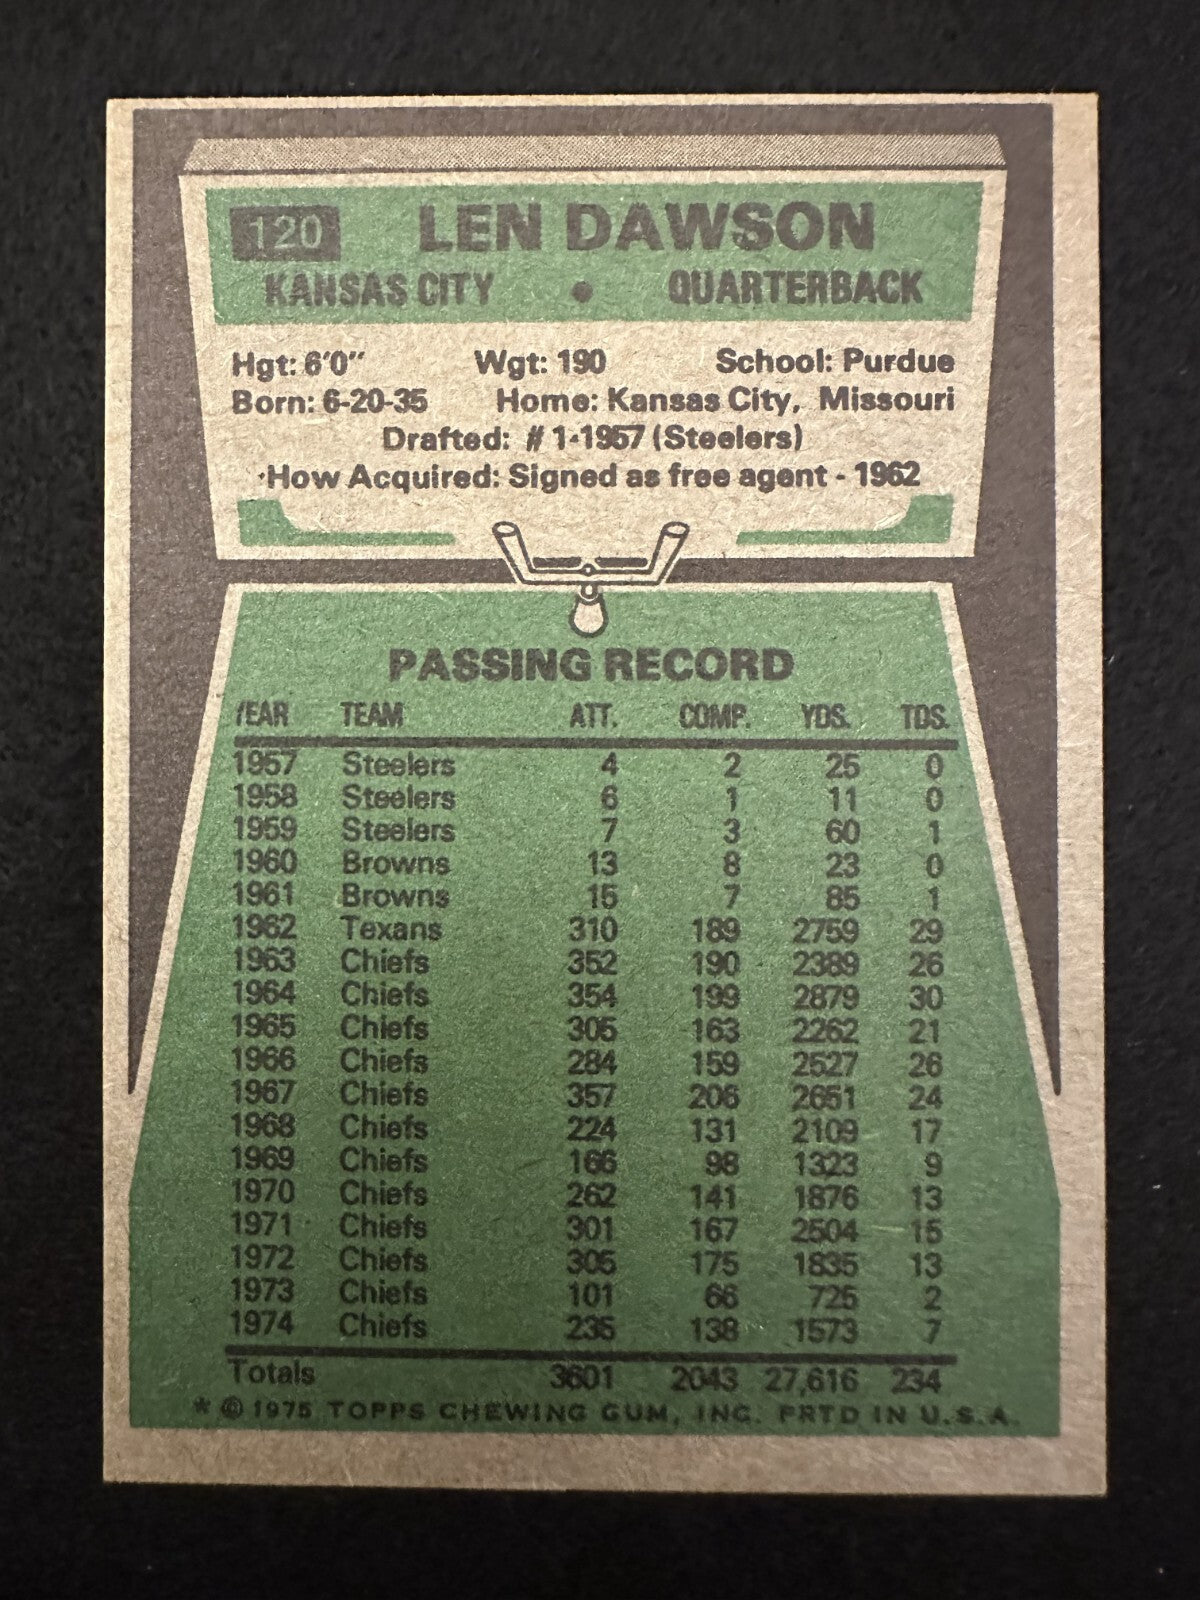 120 LEN DAWSON
KANSAS CITY • QUARTERBACK
Hgt: 6'0" Wgt: 190 School: Purdue
Born: 6-20-35 Home: Kansas City, Missouri
Drafted: #1-1957 (Steelers)
How Acquired: Signed as free agent - 1962
PASSING RECORD
YEAR TEAM ATT. COMP. YDS. TDS.
1957 Steelers 4 2 25 0
1958 Steelers 6 1 11 0
1959 Steelers 7 3 60 1
1960 Browns 13 8 23 0
1961 Browns 15 7 85 1
1962 Texans 310 189 2759 29
1963 Chiefs 352 190 2389 26
1964 Chiefs 354 199 2879 30
1965 Chiefs 305 163 2262 21
1966 Chiefs 284 159 2527 26
1967 Chiefs 357 206 2651 24
1968 Chiefs 224 131 2109 17
1969 Chiefs 166 98 1323 9
1970 Chiefs 262 141 1876 13
1971 Chiefs 301 167 2504 15
1972 Chiefs 305 175 1835 13
1973 Chiefs 101 66 725 2
1974 Chiefs 235 138 1573 7
Totals 3601 2043 27,616 234
* © 1975 TOPPS CHEWING GUM, INC. PRTD IN U.S.A.